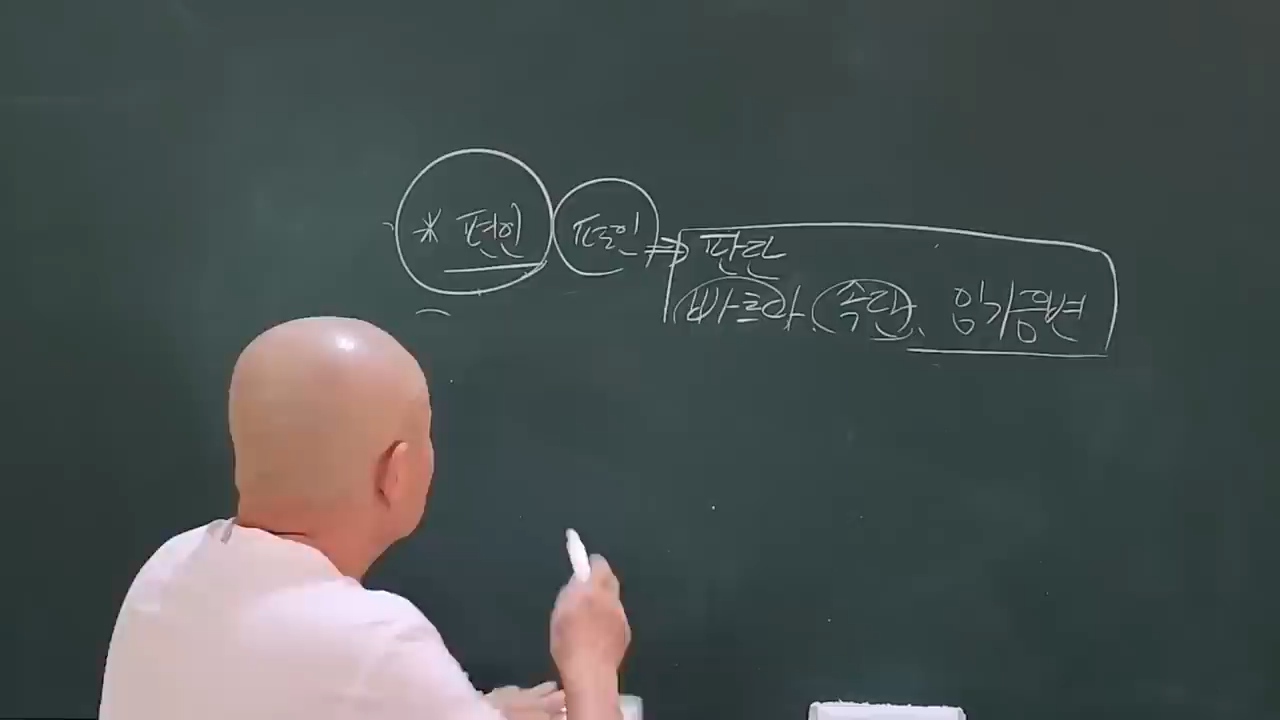 * 편인 편인 ⇒ 판단
빠르다, 속단, 임기응변